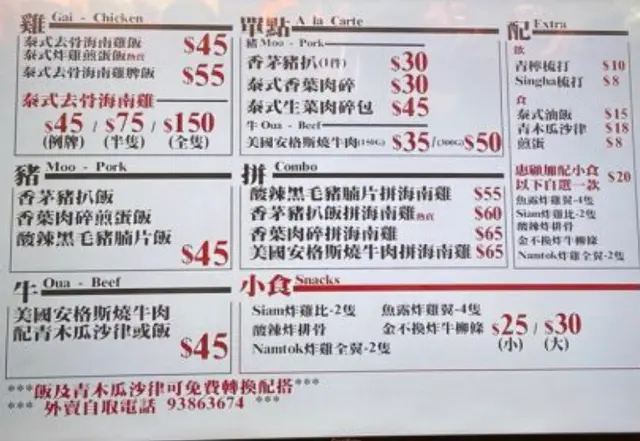 雞 Gai - Chicken
泰式去骨海南雞飯 $45
泰式炸雞煎蛋飯熱賣
泰式去骨海南雞髀飯 $55
泰式去骨海南雞
$45 / $75 / $150
(例牌) (半隻) (全隻)
豬 Moo - Pork
香茅豬扒飯
香葉肉碎煎蛋飯
酸辣黑毛豬腩片飯 $45
牛 Oua - Beef
美國安格斯燒牛肉
配青木瓜沙律或飯
$45
單點 A la Carte
豬Moo - Pork
香茅豬扒(1件) $30
泰式香葉肉碎 $30
泰式生菜肉碎包 $45
牛 Oua - Beef
美國安格斯燒牛肉(150G) $35/(300G)$50
拼 Combo
酸辣黑毛豬腩片拼海南雞 $55
香茅豬扒飯拼海南雞熱賣 $60
香葉肉碎拼海南雞 $65
美國安格斯燒牛肉拼海南雞 $65
配 Extra
飲
青檸梳打 $10
Singha梳打 $8
食
泰式油飯 $15
青木瓜沙律 $18
煎蛋 $8
惠顧加配小食
以下自選一款 $20
魚露炸雞翼-4隻
Siam炸雞比-2隻
酸辣炸排骨
金不換炸牛柳條
Namtok炸雞全翼-2隻
小食 Snacks
Siam炸雞比-2隻 魚露炸雞翼-4隻
酸辣炸排骨 金不換炸牛柳條 $25 / $30
Namtok炸雞全翼-2隻 (小) (大)
***飯及青木瓜沙律可免費轉換配搭***
*** 外賣自取電話 93863674 ***